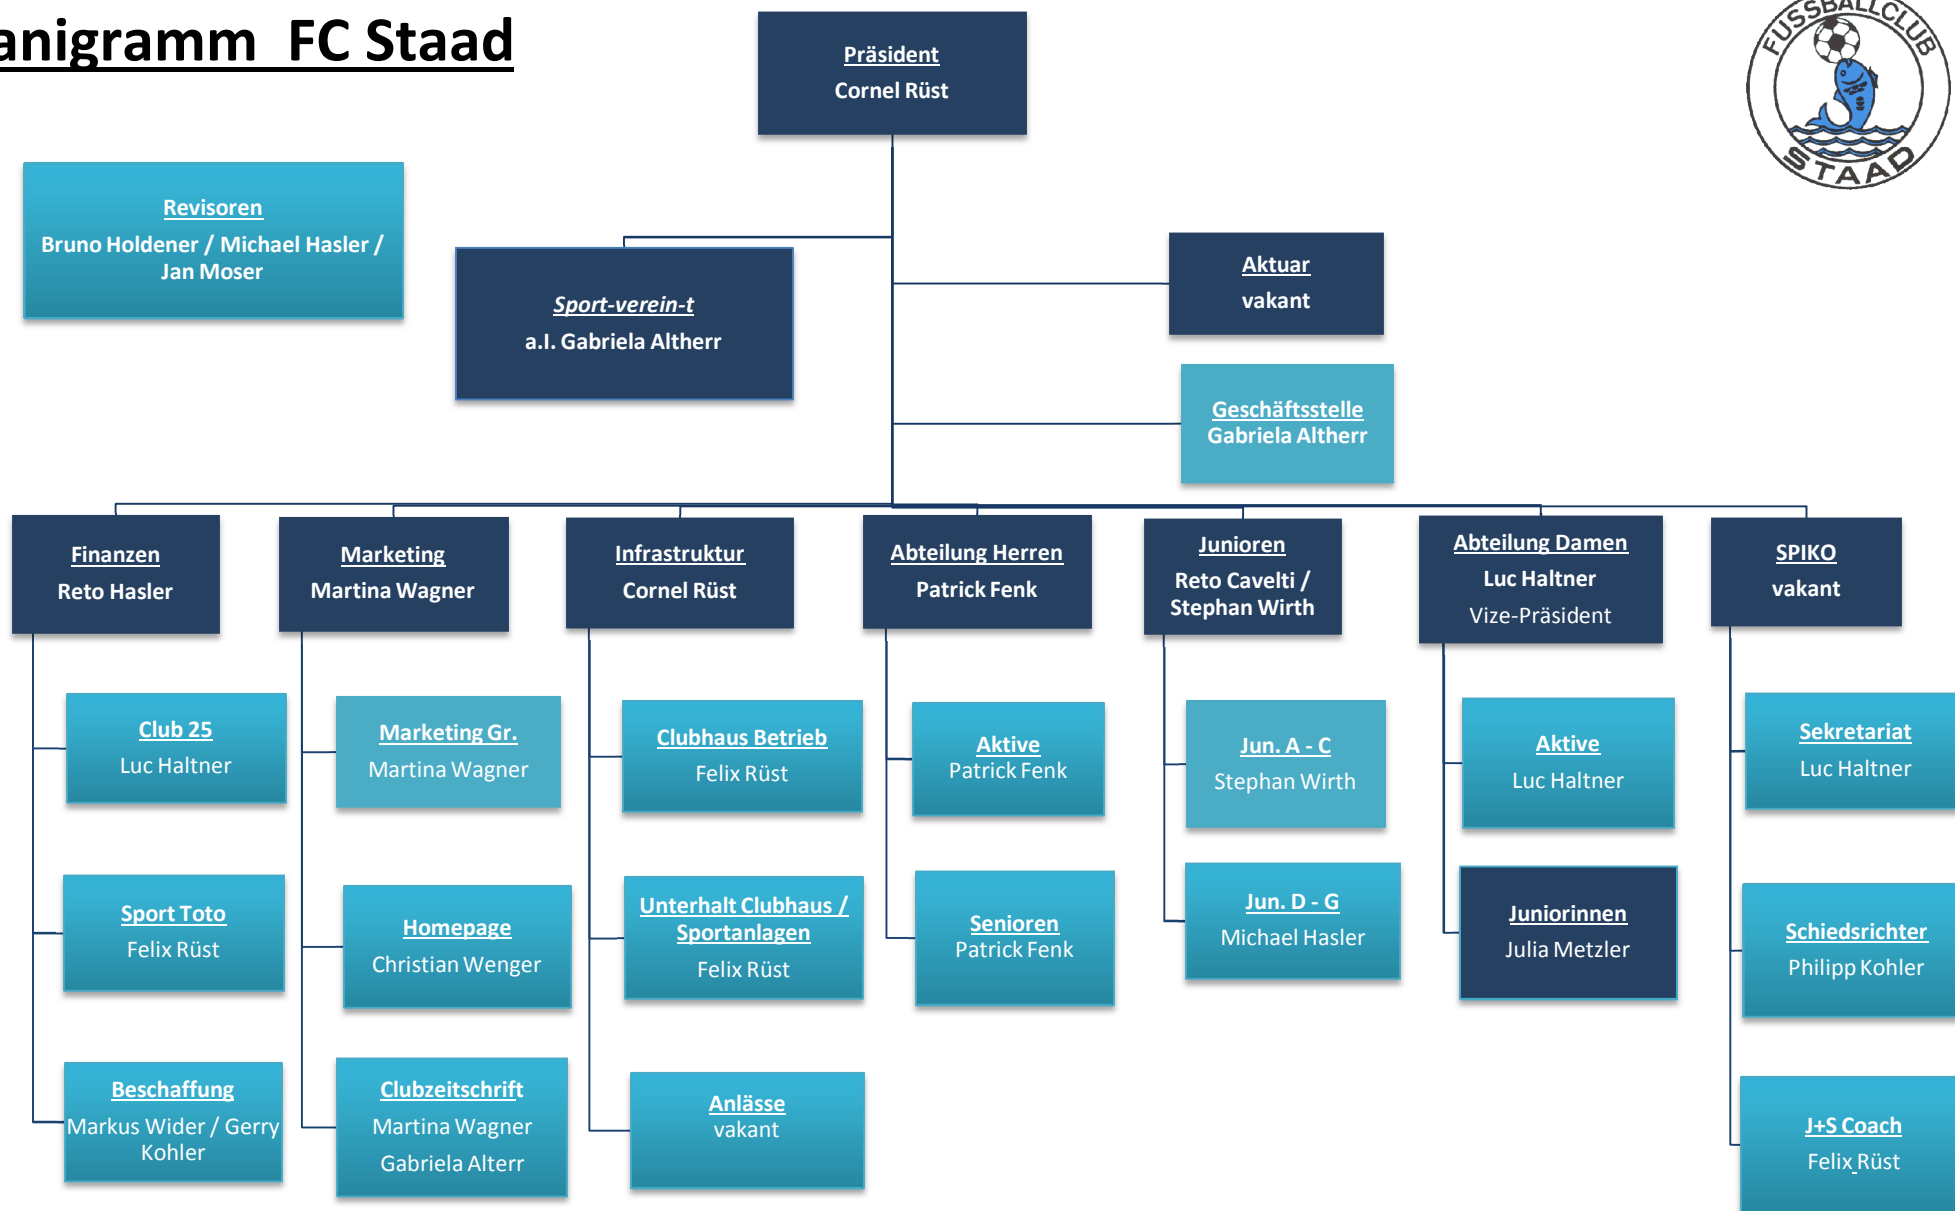 anigramm FC Staad
Präsident
Cornel Rüst
FUSSBALLCLUB
STAAD
Revisoren
Bruno Holdener / Michael Hasler /
Jan Moser
Sport-verein-t
a.I. Gabriela Altherr
Aktuar
vakant
Geschäftsstelle
Gabriela Altherr
Finanzen
Reto Hasler
Marketing
Martina Wagner
Infrastruktur
Cornel Rüst
Abteilung Herren
Patrick Fenk
Junioren
Reto Cavelti /
Stephan Wirth
Abteilung Damen
Luc Haltner
Vize-Präsident
SPIKO
vakant
Club 25
Luc Haltner
Marketing Gr.
Martina Wagner
Clubhaus Betrieb
Felix Rüst
Aktive
Patrick Fenk
Jun. A - C
Stephan Wirth
Aktive
Luc Haltner
Sekretariat
Luc Haltner
Sport Toto
Felix Rüst
Homepage
Christian Wenger
Unterhalt Clubhaus /
Sportanlagen
Felix Rüst
Senioren
Patrick Fenk
Jun. D - G
Michael Hasler
Juniorinnen
Julia Metzler
Schiedsrichter
Philipp Kohler
Beschaffung
Markus Wider / Gerry
Kohler
Clubzeitschrift
Martina Wagner
Gabriela Alterr
Anlässe
vakant
J+S Coach
Felix Rüst